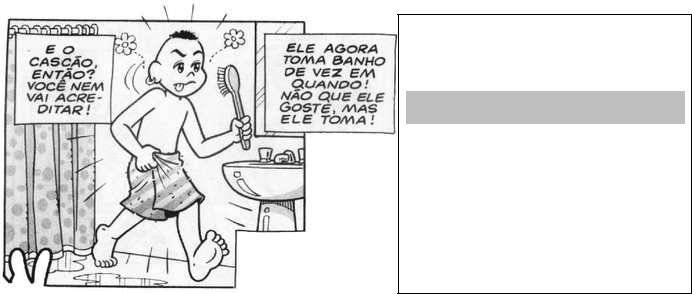 E O
CASCÃO,
ENTÃO?
VOCÊ NEM
VAI ACRE-
DITAR!
ELE AGORA
TOMA BANHO
DE VEZ EM
QUANDO!
NÃO QUE ELE
GOSTE, MAS
ELE TOMA!